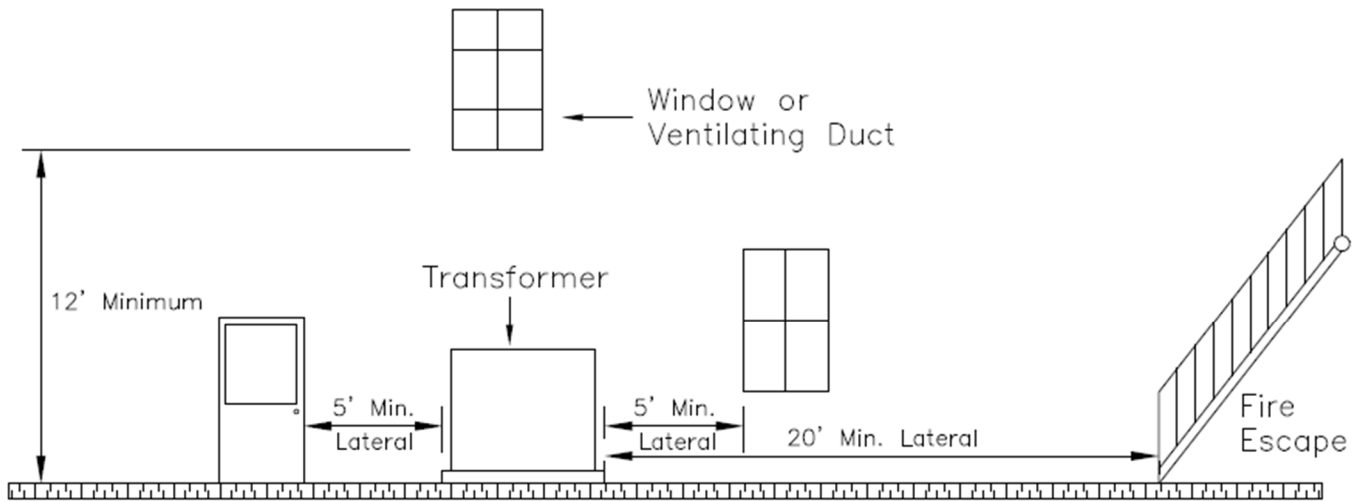 Window or
Ventilating Duct
Transformer
12' Minimum
5' Min.
Lateral
5' Min.
Lateral
20' Min. Lateral
Fire
Escape